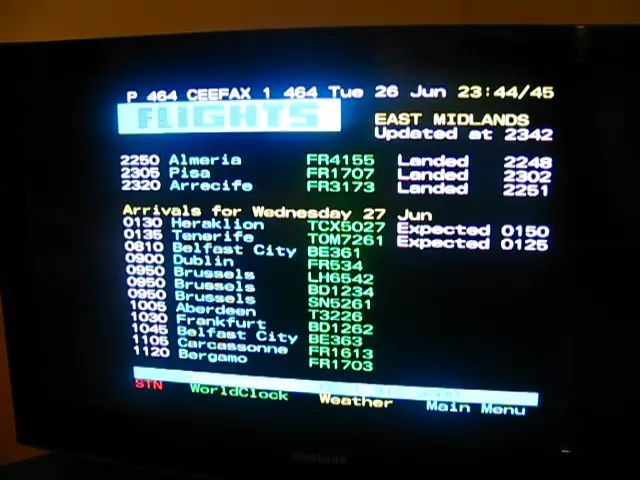 P 464 CEEFAX 1 464 Tue 26 Jun 23:44/45
FLIGHTS
EAST MIDLANDS
Updated at 2342
2250 Almeria FR4155 Landed 2248
2305 Pisa FR1707 Landed 2302
2320 Arrecife FR3173 Landed 2251
Arrivals for Wednesday 27 Jun
0130 Heraklion TCX5027 Expected 0150
0135 Tenerife TOM7261 Expected 0125
0810 Belfast City BE361
0900 Dublin FR534
0950 Brussels LH6542
0950 Brussels BD1234
0950 Brussels SN5261
1005 Aberdeen T3226
1030 Frankfurt BD1262
1045 Belfast City BE363
1105 Carcassonne FR1613
1120 Bergamo FR1703
STN WorldClock Weather Main Menu
SAMSUNG